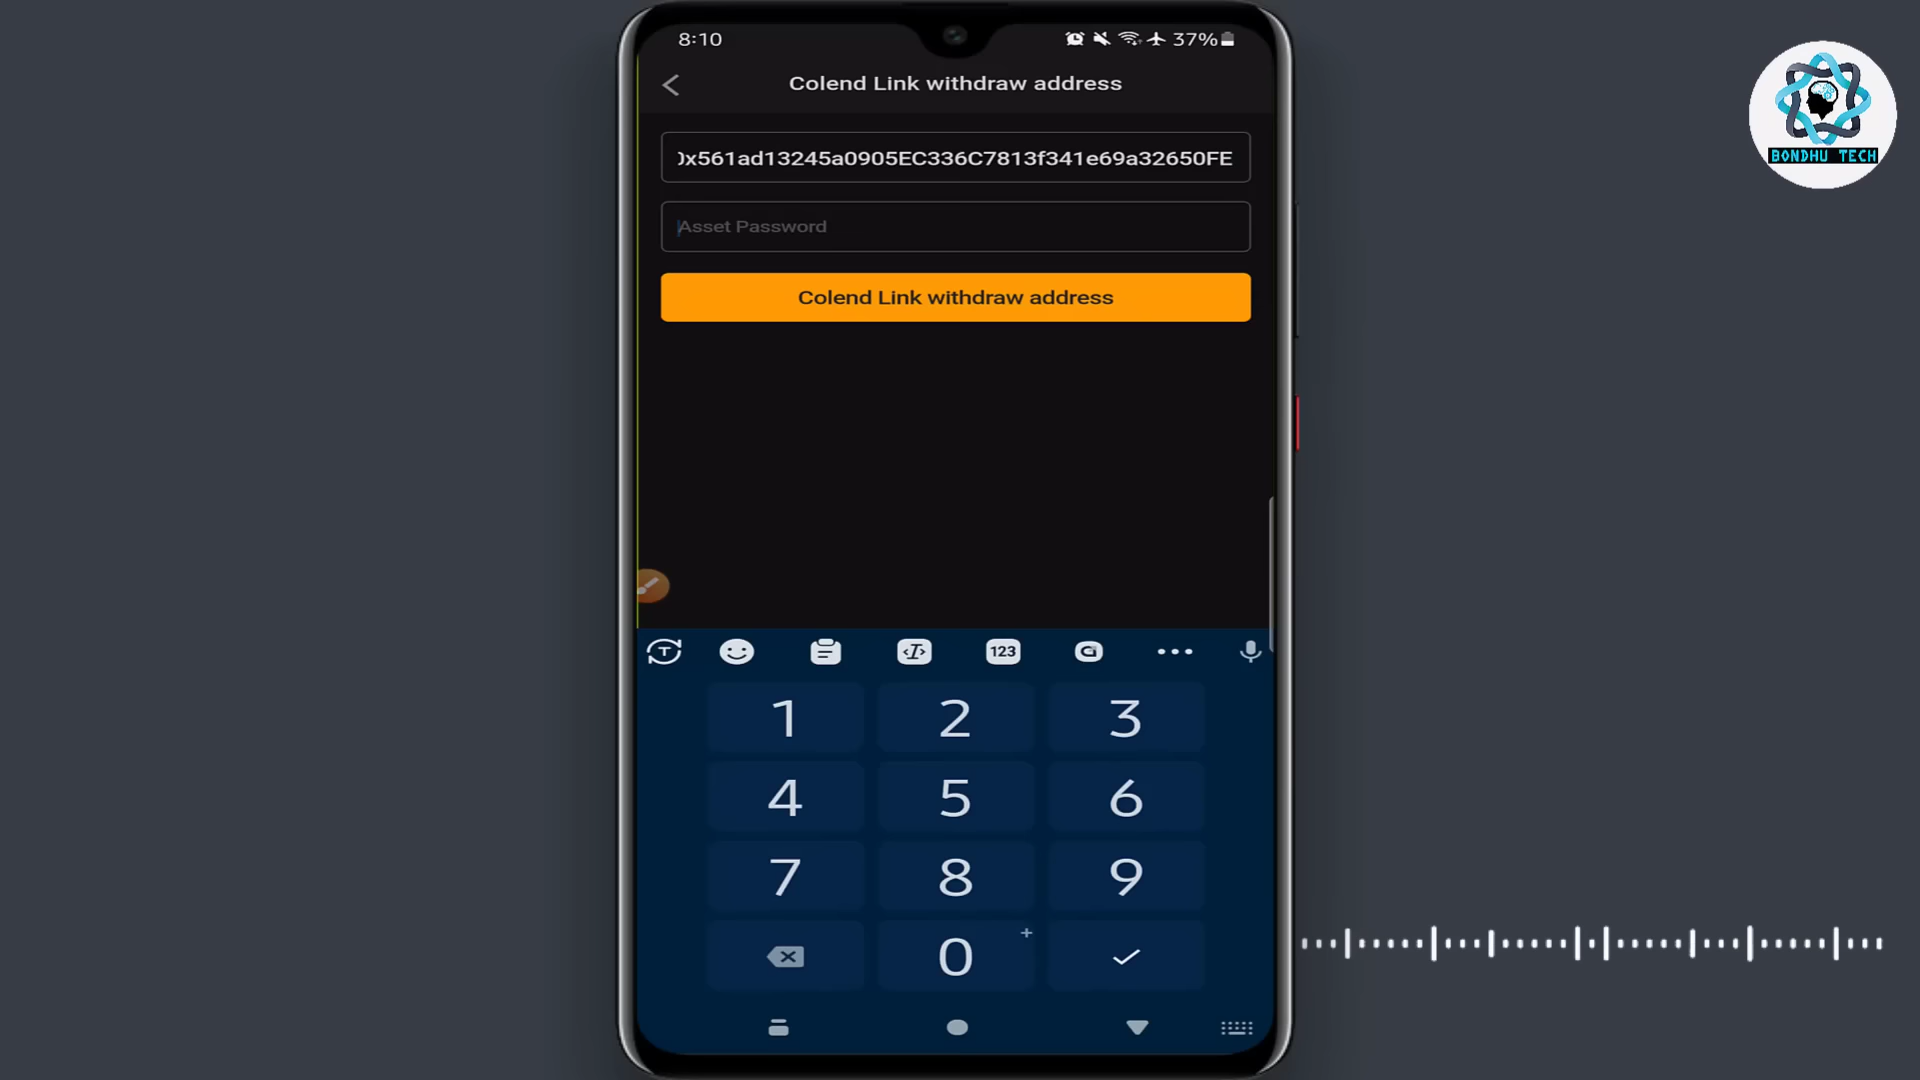 8:10
37%
Colend Link withdraw address
0x561ad13245a0905EC336C7813f341e69a32650FE
Asset Password
Colend Link withdraw address
T
123
G
1 2 3
4 5 6
7 8 9
0 +
BONDHU TECH